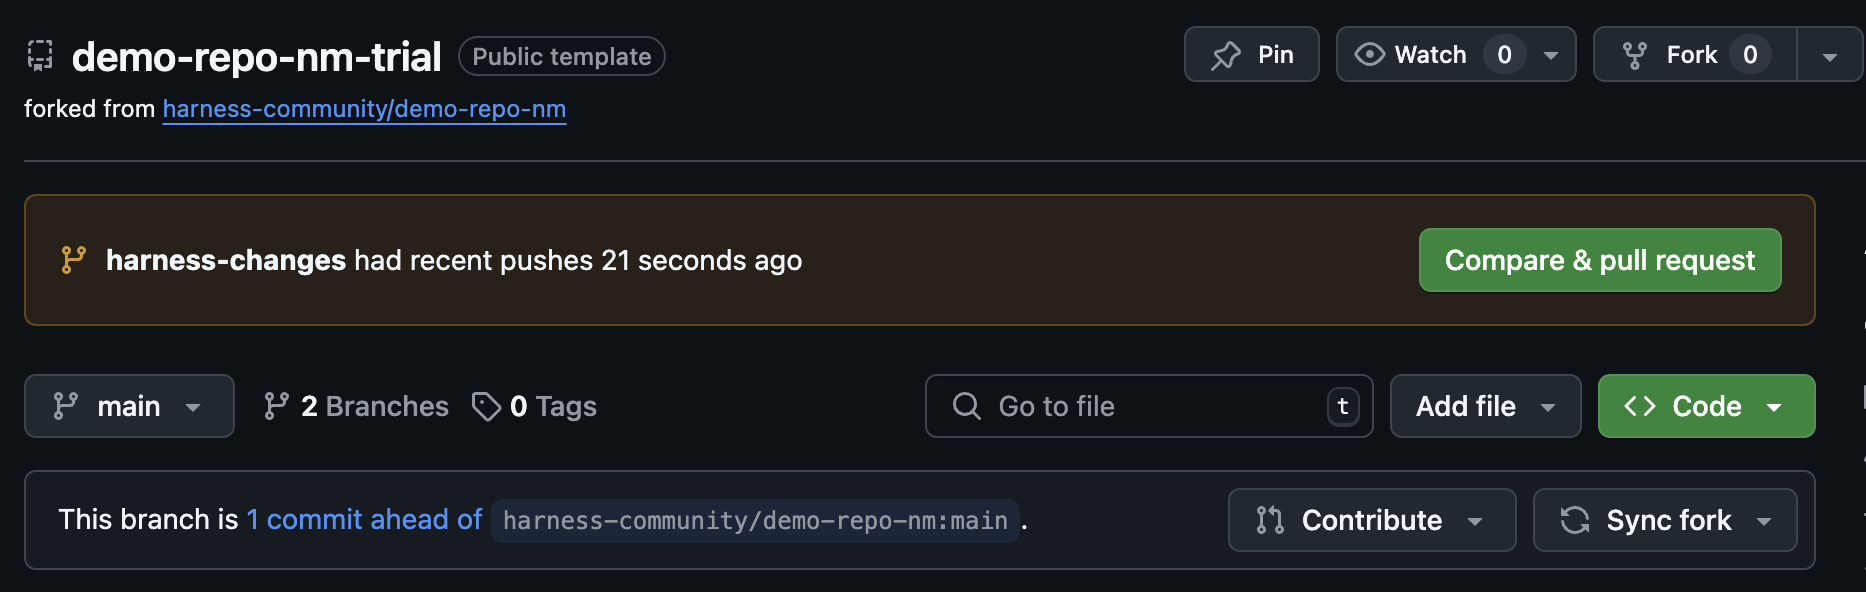 demo-repo-nm-trial Public template Pin Watch 0 Fork 0
forked from harness-community/demo-repo-nm
harness-changes had recent pushes 21 seconds ago Compare & pull request
main 2 Branches 0 Tags Go to file t Add file Code
This branch is 1 commit ahead of harness-community/demo-repo-nm:main . Contribute Sync fork